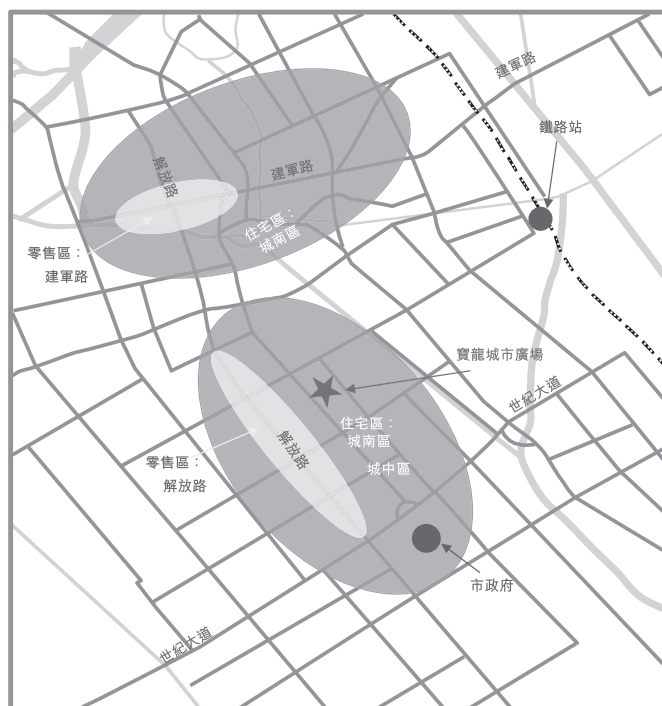 建軍路
鐵路站
解放路
建軍路
住宅區：
城南區
零售區：
建軍路
寶龍城市廣場
世紀大道
住宅區：
城南區
解放路
零售區：
解放路
城中區
市政府
世紀大道